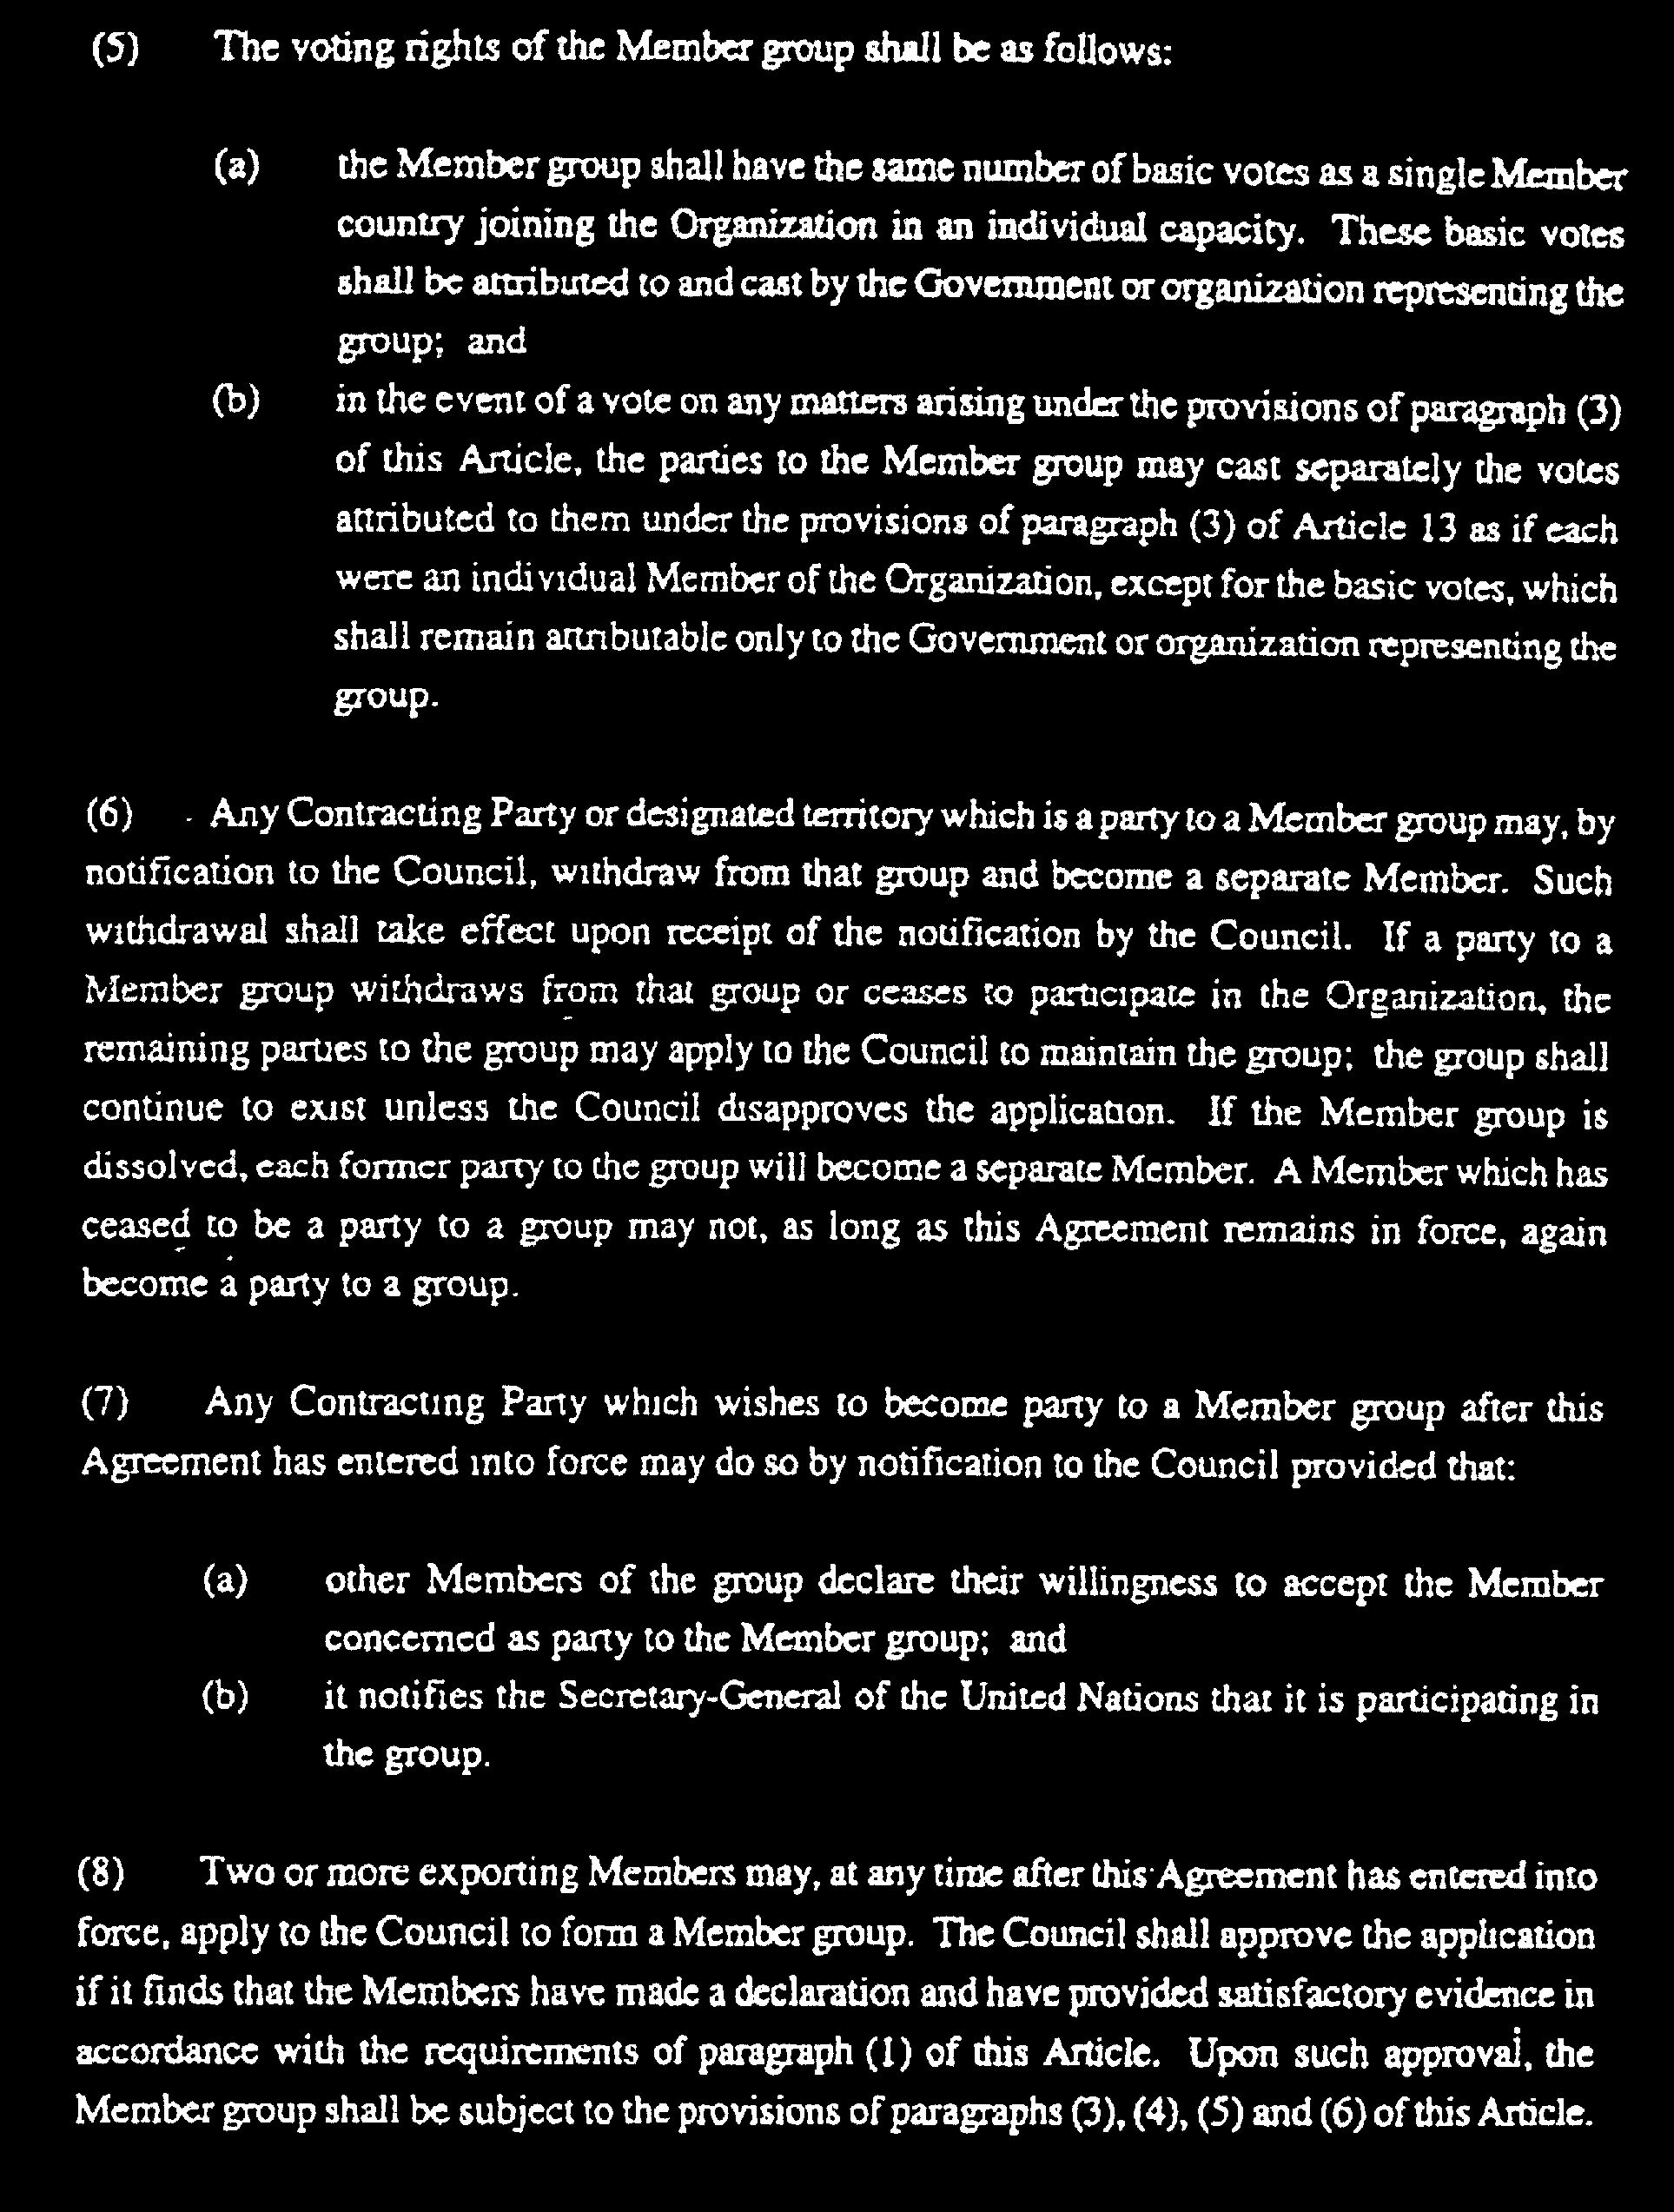 (5) The voting rights of the Member group shall be as follows:
(a) the Member group shall have the same number of basic votes as a single Member
country joining the Organization in an individual capacity. These basic votes
shall be attributed to and cast by the Government or organization representing the
group; and
(b) in the event of a vote on any matters arising under the provisions of paragraph (3)
of this Article, the parties to the Member group may cast separately the votes
attributed to them under the provisions of paragraph (3) of Article 13 as if each
were an individual Member of the Organization, except for the basic votes, which
shall remain attributable only to the Government or organization representing the
group.
(6) Any Contracting Party or designated territory which is a party to a Member group may, by
notification to the Council, withdraw from that group and become a separate Member. Such
withdrawal shall take effect upon receipt of the notification by the Council. If a party to a
Member group withdraws from that group or ceases to participate in the Organization, the
remaining parties to the group may apply to the Council to maintain the group; the group shall
continue to exist unless the Council disapproves the application. If the Member group is
dissolved, each former party to the group will become a separate Member. A Member which has
ceased to be a party to a group may not, as long as this Agreement remains in force, again
become a party to a group.
(7) Any Contracting Party which wishes to become party to a Member group after this
Agreement has entered into force may do so by notification to the Council provided that:
(a) other Members of the group declare their willingness to accept the Member
concerned as party to the Member group; and
(b) it notifies the Secretary-General of the United Nations that it is participating in
the group.
(8) Two or more exporting Members may, at any time after this Agreement has entered into
force, apply to the Council to form a Member group. The Council shall approve the application
if it finds that the Members have made a declaration and have provided satisfactory evidence in
accordance with the requirements of paragraph (1) of this Article. Upon such approval, the
Member group shall be subject to the provisions of paragraphs (3), (4), (5) and (6) of this Article.